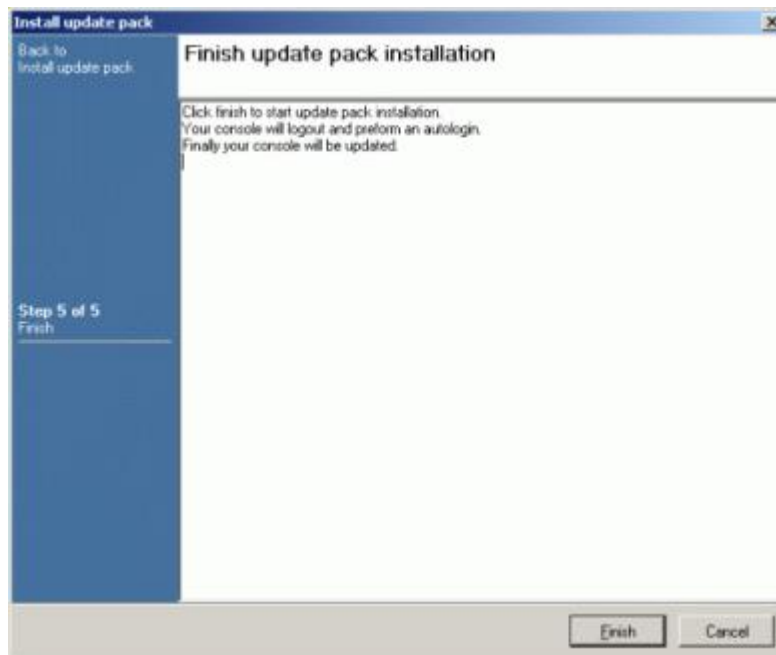 Install update pack
Back to
Install update pack
Finish update pack installation
Click finish to start update pack installation.
Your console will logout and preform an autologin.
Finally your console will be updated.
Step 5 of 5
Finish
Finish
Cancel